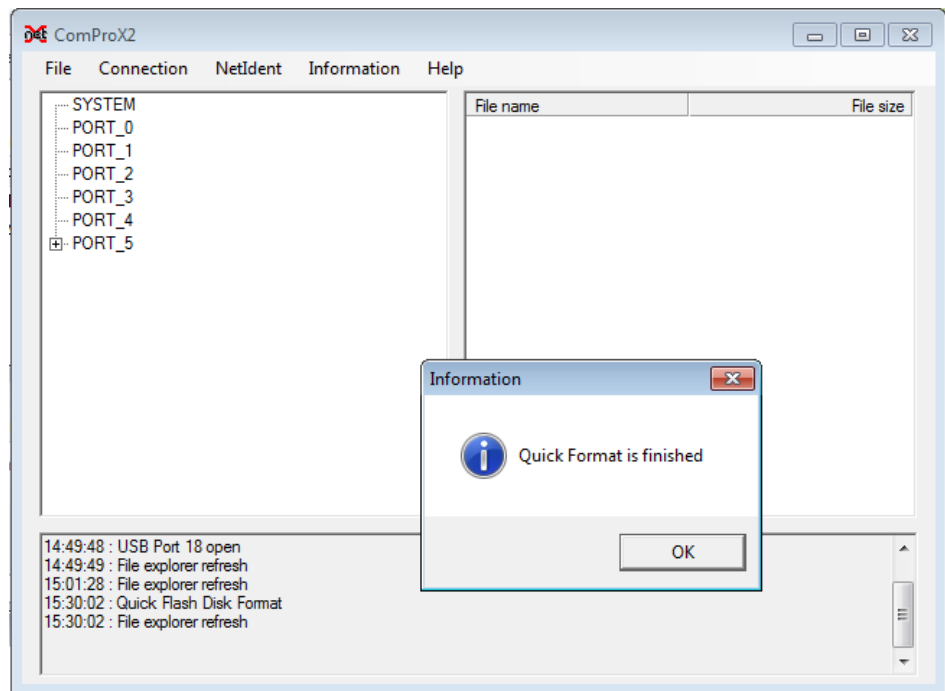 net ComProX2
File Connection NetIdent Information Help
SYSTEM
PORT_0
PORT_1
PORT_2
PORT_3
PORT_4
PORT_5
File name File size
Information
Quick Format is finished
OK
14:49:48 : USB Port 18 open
14:49:49 : File explorer refresh
15:01:28 : File explorer refresh
15:30:02 : Quick Flash Disk Format
15:30:02 : File explorer refresh